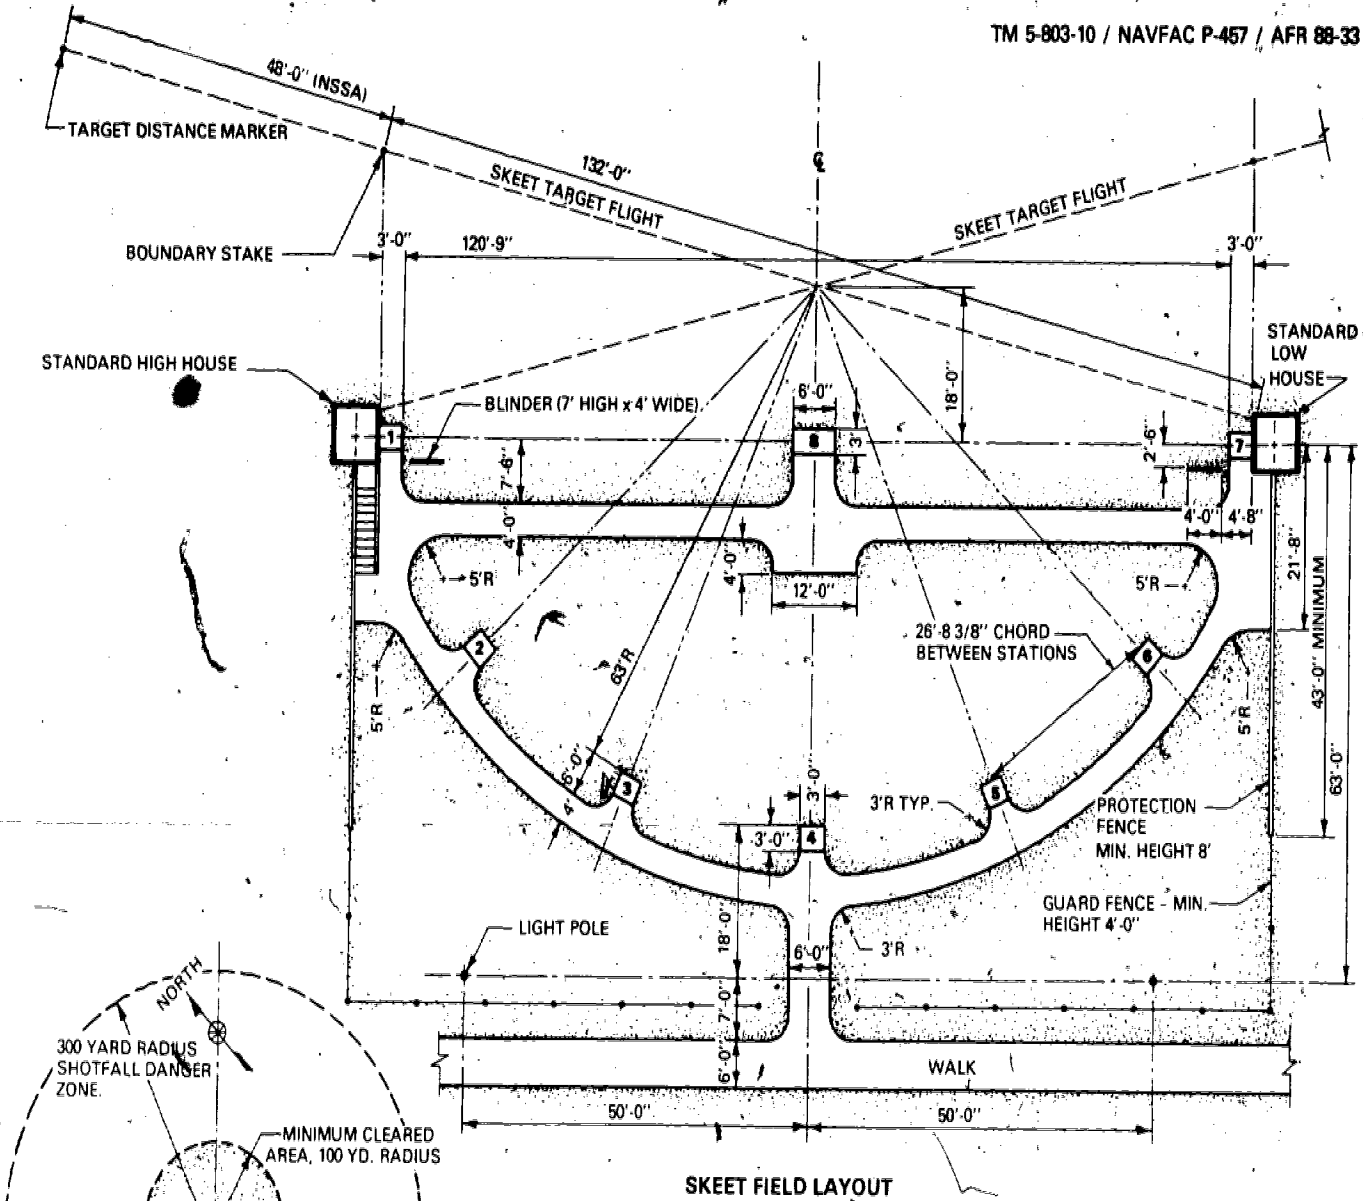 TM 5-803-10 / NAVFAC P-457 / AFR 88-33
48'-0" (NSSA)
TARGET DISTANCE MARKER
132'-0"
SKEET TARGET FLIGHT
SKEET TARGET FLIGHT
BOUNDARY STAKE
3'-0"
120'-9"
3'-0"
STANDARD HIGH HOUSE
STANDARD
LOW
HOUSE
BLINDER (7' HIGH x 4' WIDE)
6'-0"
18'-0"
1
8
3'
2'-6"
7
7'-6"
4'-0"
4'-0"
4'-0"
4'-8"
5'R
12'-0"
5'R
21'-8"
43'-0" MINIMUM
63'-0"
2
63'R
26'-8 3/8" CHORD
BETWEEN STATIONS
6
5'R
5'R
6'-0"
3
4'
3'-0"
3'R TYP.
5
PROTECTION
FENCE
MIN. HEIGHT 8'
3'-0"
4
18'-0"
GUARD FENCE - MIN.
HEIGHT 4'-0"
LIGHT POLE
6'-0"
3'R
NORTH
7'-0"
300 YARD RADIUS
SHOTFALL DANGER
ZONE.
6'-0"
WALK
50'-0"
50'-0"
MINIMUM CLEARED
AREA, 100 YD. RADIUS
SKEET FIELD LAYOUT